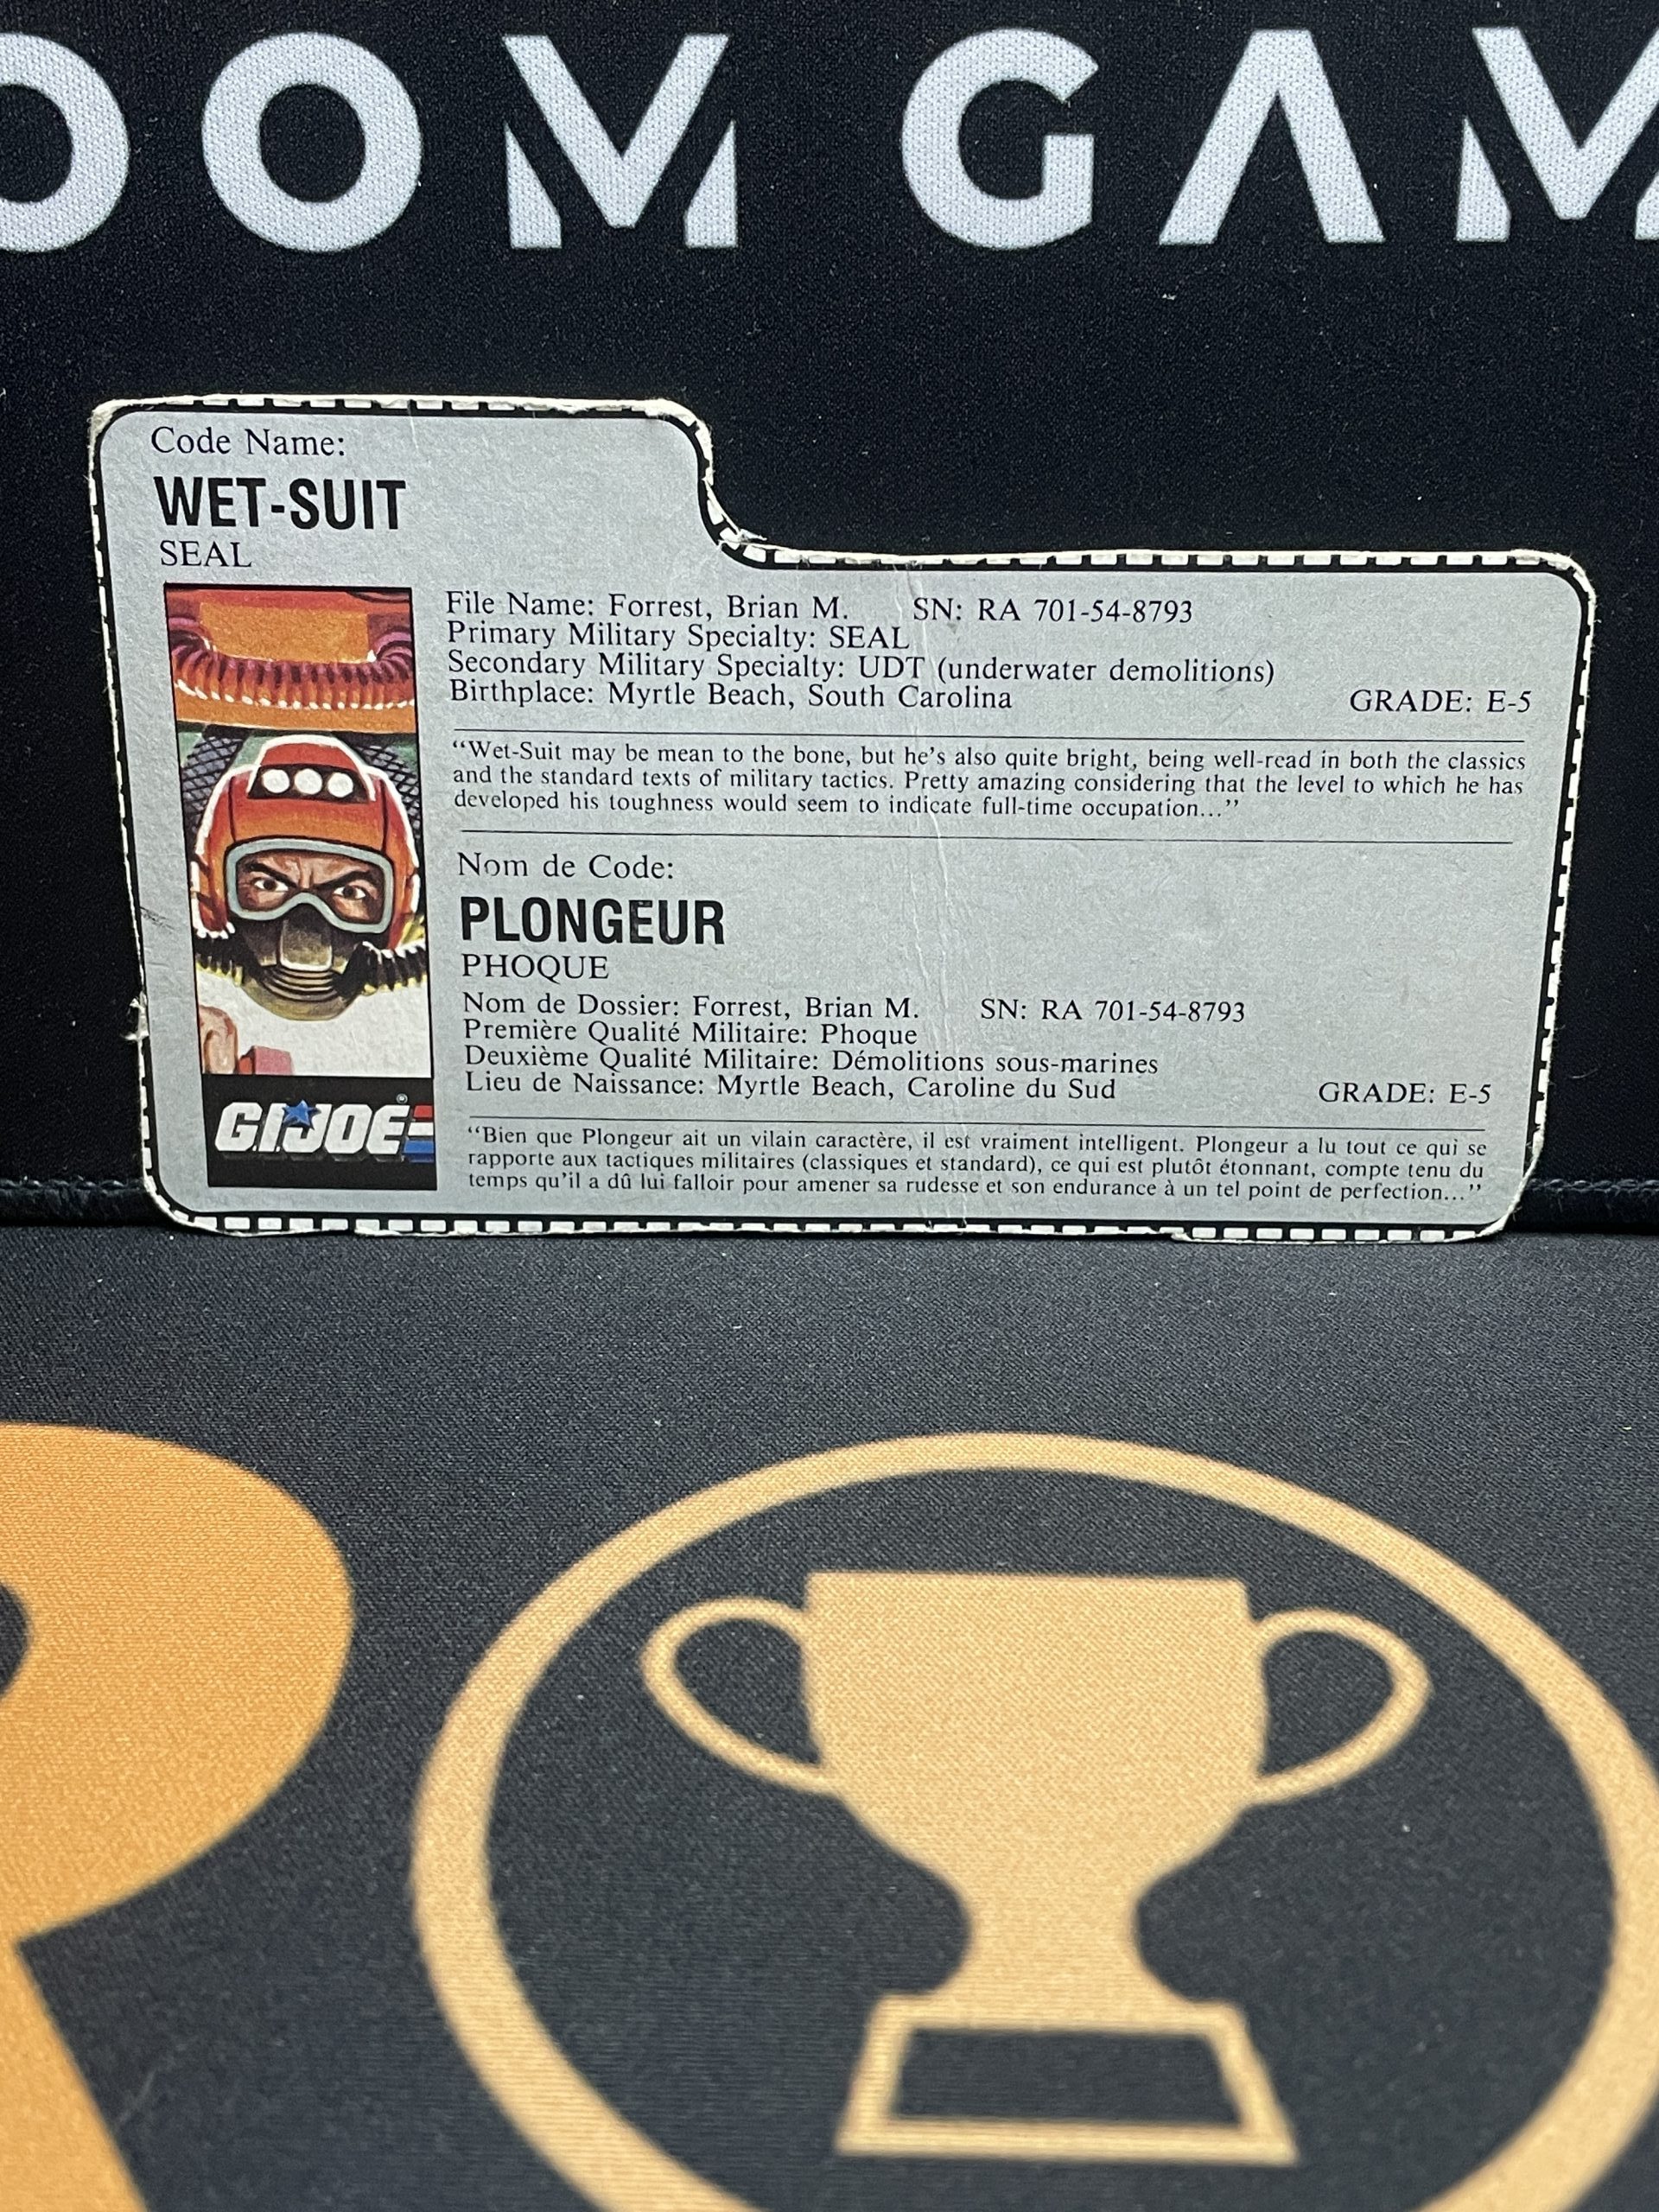 OOM GAM
Code Name:
WET-SUIT
SEAL
File Name: Forrest, Brian M. SN: RA 701-54-8793
Primary Military Specialty: SEAL
Secondary Military Specialty: UDT (underwater demolitions)
Birthplace: Myrtle Beach, South Carolina GRADE: E-5
“Wet-Suit may be mean to the bone, but he’s also quite bright, being well-read in both the classics
and the standard texts of military tactics. Pretty amazing considering that the level to which he has
developed his toughness would seem to indicate full-time occupation...”
Nom de Code:
PLONGEUR
PHOQUE
Nom de Dossier: Forrest, Brian M. SN: RA 701-54-8793
Première Qualité Militaire: Phoque
Deuxième Qualité Militaire: Démolitions sous-marines
Lieu de Naissance: Myrtle Beach, Caroline du Sud GRADE: E-5
“Bien que Plongeur ait un vilain caractère, il est vraiment intelligent. Plongeur a lu tout ce qui se
rapporte aux tactiques militaires (classiques et standard), ce qui est plutôt étonnant, compte tenu du
temps qu’il a dû lui falloir pour amener sa rudesse et son endurance à un tel point de perfection...”
G.I. JOE®